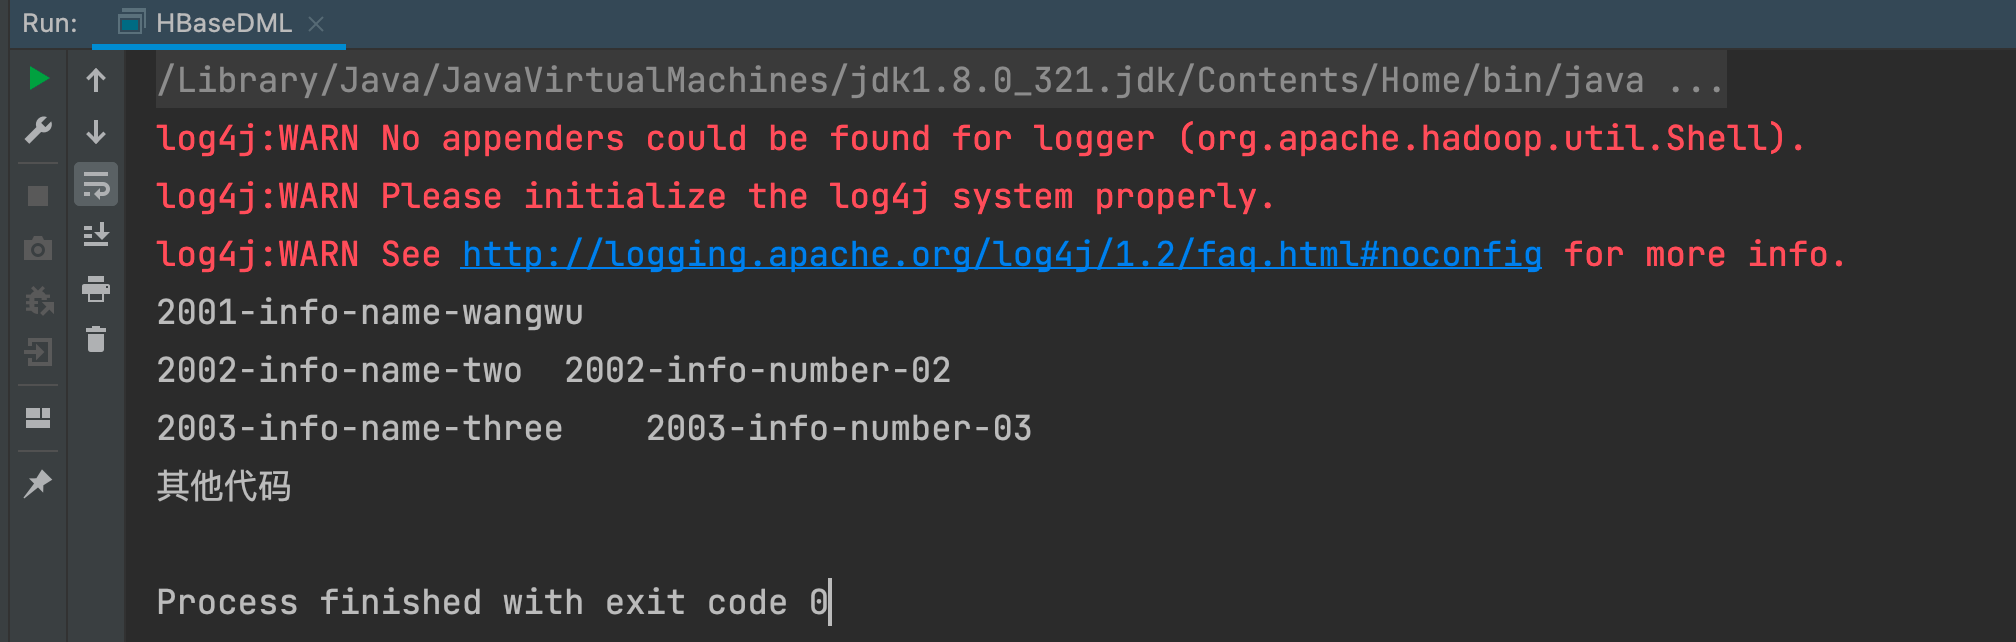 Run: HBaseDML
/Library/Java/JavaVirtualMachines/jdk1.8.0_321.jdk/Contents/Home/bin/java ...
log4j:WARN No appenders could be found for logger (org.apache.hadoop.util.Shell).
log4j:WARN Please initialize the log4j system properly.
log4j:WARN See http://logging.apache.org/log4j/1.2/faq.html#noconfig for more info.
2001-info-name-wangwu
2002-info-name-two  2002-info-number-02
2003-info-name-three    2003-info-number-03
其他代码
Process finished with exit code 0